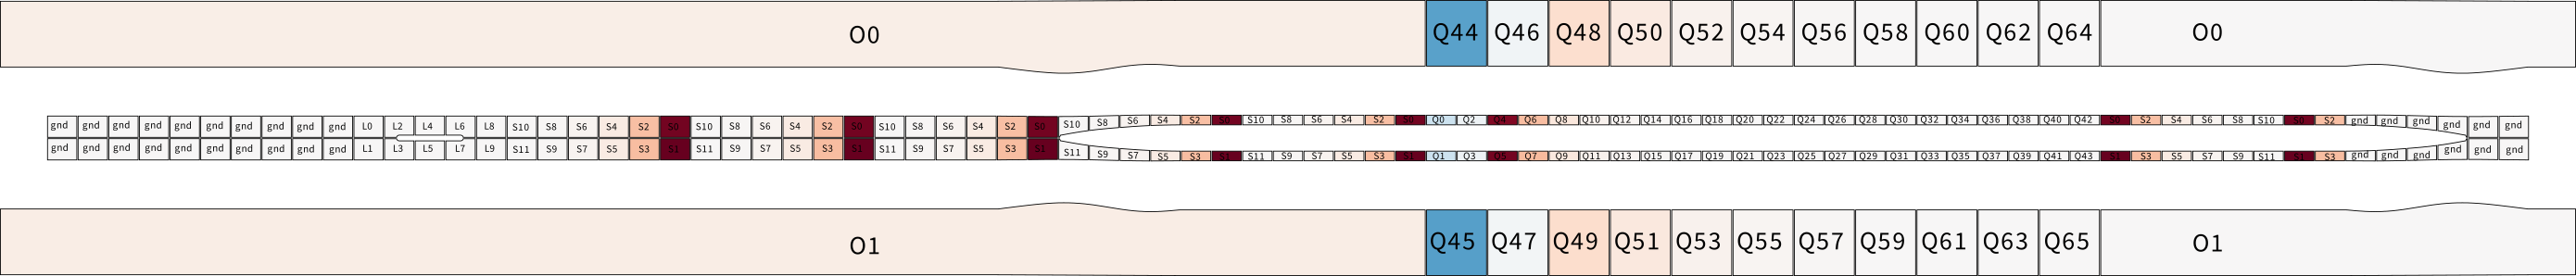 O0 Q44 Q46 Q48 Q50 Q52 Q54 Q56 Q58 Q60 Q62 Q64 O0
gnd gnd gnd gnd gnd gnd gnd gnd gnd gnd L0 L2 L4 L6 L8 S10 S8 S6 S4 S2 S0 S10 S8 S6 S4 S2 S0 S10 S8 S6 S4 S2 S0 S10 S8 S6 S4 S2 S0 S10 S8 S6 S4 S2 S0 Q0 Q2 Q4 Q6 Q8 Q10 Q12 Q14 Q16 Q18 Q20 Q22 Q24 Q26 Q28 Q30 Q32 Q34 Q36 Q38 Q40 Q42 S0 S2 S4 S6 S8 S10 S0 S2 gnd gnd gnd gnd gnd gnd
gnd gnd gnd gnd gnd gnd gnd gnd gnd gnd L1 L3 L5 L7 L9 S11 S9 S7 S5 S3 S1 S11 S9 S7 S5 S3 S1 S11 S9 S7 S5 S3 S1 S11 S9 S7 S5 S3 S1 S11 S9 S7 S5 S3 S1 Q1 Q3 Q5 Q7 Q9 Q11 Q13 Q15 Q17 Q19 Q21 Q23 Q25 Q27 Q29 Q31 Q33 Q35 Q37 Q39 Q41 Q43 S1 S3 S5 S7 S9 S11 S1 S3 gnd gnd gnd gnd gnd gnd
O1 Q45 Q47 Q49 Q51 Q53 Q55 Q57 Q59 Q61 Q63 Q65 O1